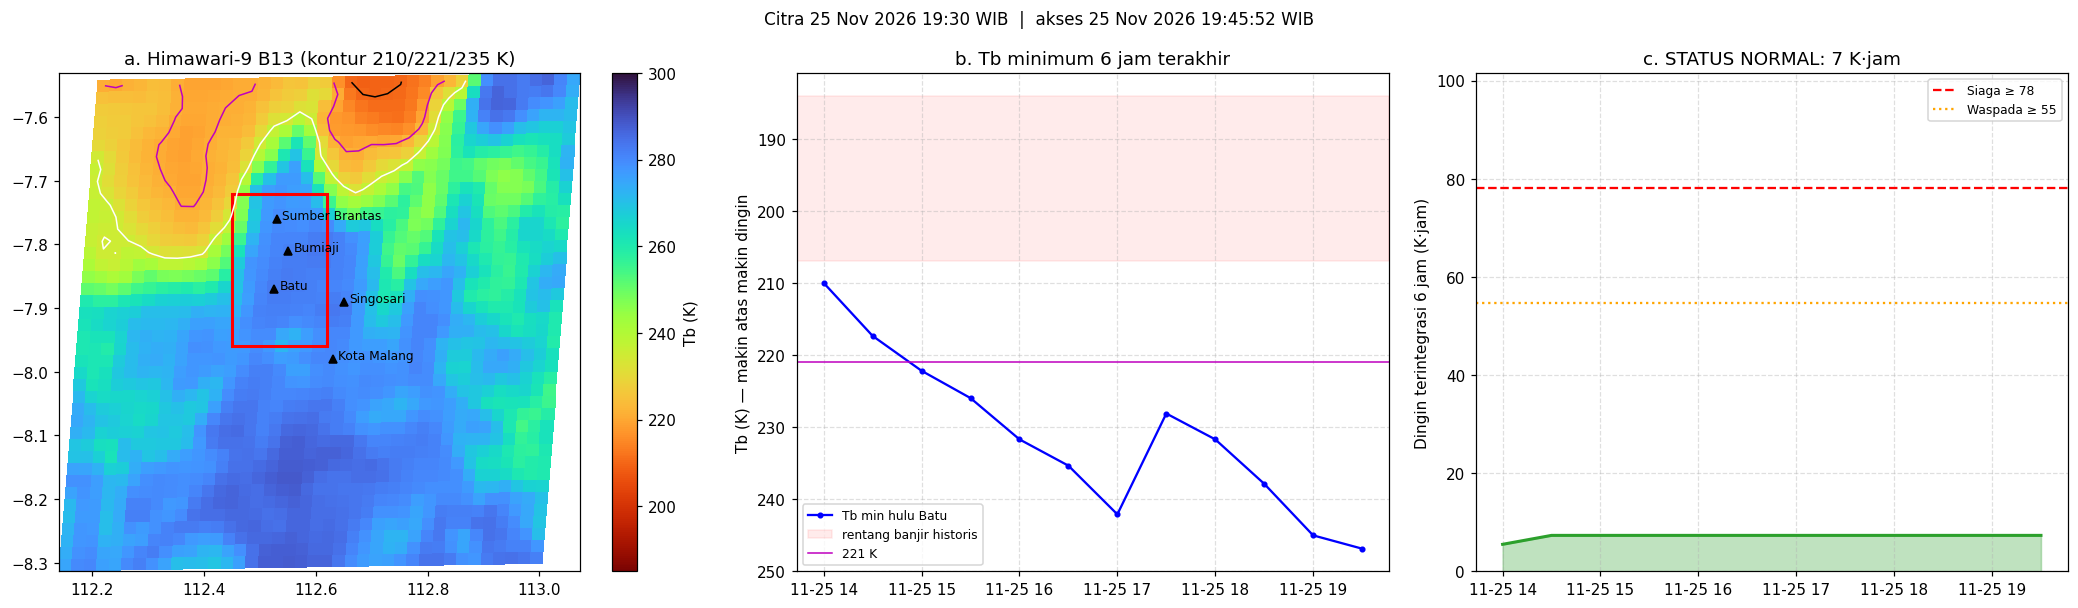 Citra 25 Nov 2026 19:30 WIB | akses 25 Nov 2026 19:45:52 WIB
a. Himawari-9 B13 (kontur 210/221/235 K)
−7.6
−7.7
−7.8
−7.9
−8.0
−8.1
−8.2
−8.3
112.2
112.4
112.6
112.8
113.0
Sumber Brantas
Bumiaji
Batu
Singosari
Kota Malang
300
280
260
240
220
200
Tb (K)
b. Tb minimum 6 jam terakhir
Tb (K) — makin atas makin dingin
190
200
210
220
230
240
250
11-25 14
11-25 15
11-25 16
11-25 17
11-25 18
11-25 19
Tb min hulu Batu
rentang banjir historis
221 K
c. STATUS NORMAL: 7 K·jam
Dingin terintegrasi 6 jam (K·jam)
100
80
60
40
20
0
11-25 14
11-25 15
11-25 16
11-25 17
11-25 18
11-25 19
Siaga ≥ 78
Waspada ≥ 55